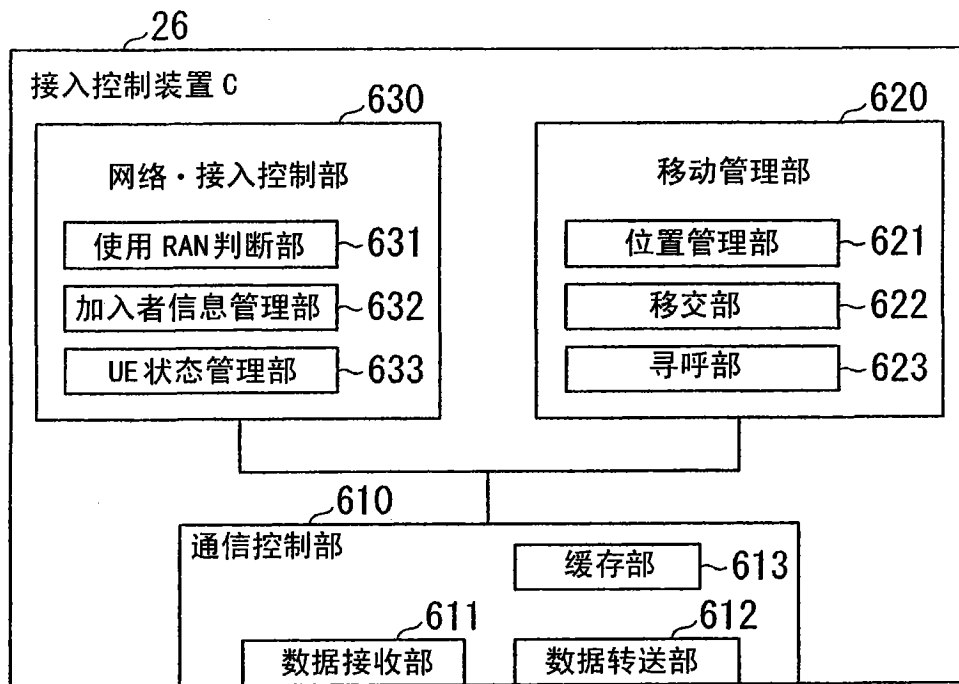 26
接入控制装置C
630
网络·接入控制部
使用RAN判断部
631
加入者信息管理部
632
UE状态管理部
633
620
移动管理部
位置管理部
621
移交部
622
寻呼部
623
610
通信控制部
缓存部
613
611
数据接收部
612
数据转送部